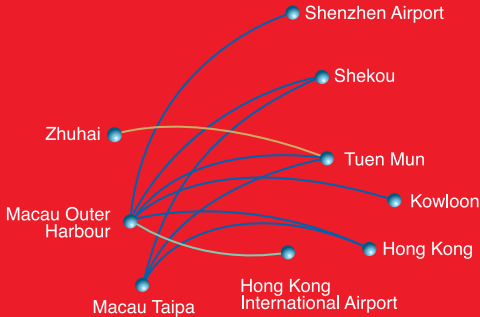 Shenzhen Airport
Shekou
Zhuhai
Tuen Mun
Kowloon
Macau Outer
Harbour
Hong Kong
Hong Kong
International Airport
Macau Taipa